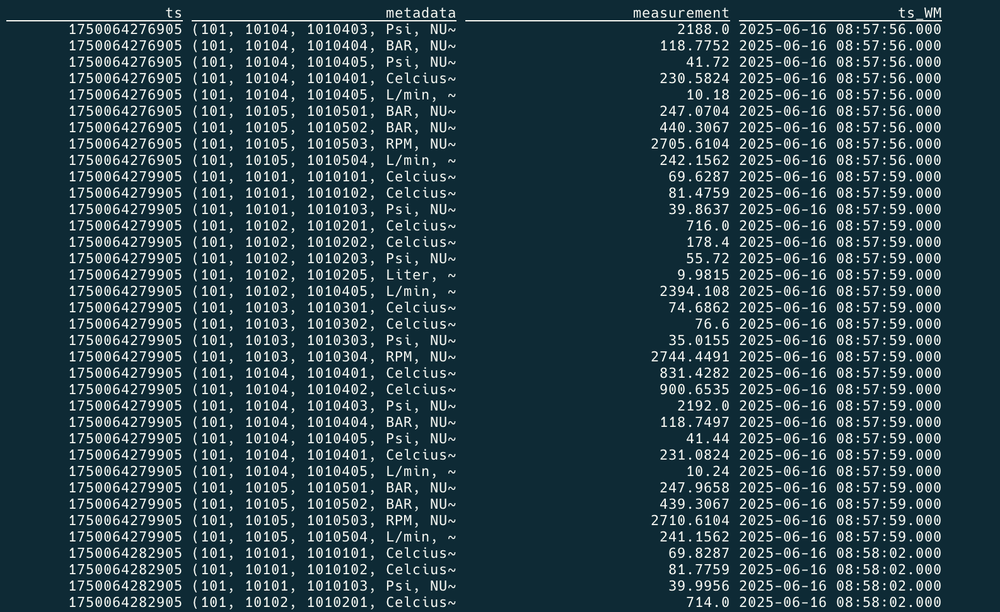 ts metadata measurement ts_WM
1750064276905 (101, 10104, 1010403, Psi, NU~ 2188.0 2025-06-16 08:57:56.000
1750064276905 (101, 10104, 1010404, BAR, NU~ 118.7752 2025-06-16 08:57:56.000
1750064276905 (101, 10104, 1010405, Psi, NU~ 41.72 2025-06-16 08:57:56.000
1750064276905 (101, 10104, 1010401, Celcius~ 230.5824 2025-06-16 08:57:56.000
1750064276905 (101, 10104, 1010405, L/min, ~ 10.18 2025-06-16 08:57:56.000
1750064276905 (101, 10105, 1010501, BAR, NU~ 247.0704 2025-06-16 08:57:56.000
1750064276905 (101, 10105, 1010502, BAR, NU~ 440.3067 2025-06-16 08:57:56.000
1750064276905 (101, 10105, 1010503, RPM, NU~ 2705.6104 2025-06-16 08:57:56.000
1750064276905 (101, 10105, 1010504, L/min, ~ 242.1562 2025-06-16 08:57:56.000
1750064279905 (101, 10101, 1010101, Celcius~ 69.6287 2025-06-16 08:57:59.000
1750064279905 (101, 10101, 1010102, Celcius~ 81.4759 2025-06-16 08:57:59.000
1750064279905 (101, 10101, 1010103, Psi, NU~ 39.8637 2025-06-16 08:57:59.000
1750064279905 (101, 10102, 1010201, Celcius~ 716.0 2025-06-16 08:57:59.000
1750064279905 (101, 10102, 1010202, Celcius~ 178.4 2025-06-16 08:57:59.000
1750064279905 (101, 10102, 1010203, Psi, NU~ 55.72 2025-06-16 08:57:59.000
1750064279905 (101, 10102, 1010205, Liter, ~ 9.9815 2025-06-16 08:57:59.000
1750064279905 (101, 10102, 1010405, L/min, ~ 2394.108 2025-06-16 08:57:59.000
1750064279905 (101, 10103, 1010301, Celcius~ 74.6862 2025-06-16 08:57:59.000
1750064279905 (101, 10103, 1010302, Celcius~ 76.6 2025-06-16 08:57:59.000
1750064279905 (101, 10103, 1010303, Psi, NU~ 35.0155 2025-06-16 08:57:59.000
1750064279905 (101, 10103, 1010304, RPM, NU~ 2744.4491 2025-06-16 08:57:59.000
1750064279905 (101, 10104, 1010401, Celcius~ 831.4282 2025-06-16 08:57:59.000
1750064279905 (101, 10104, 1010402, Celcius~ 900.6535 2025-06-16 08:57:59.000
1750064279905 (101, 10104, 1010403, Psi, NU~ 2192.0 2025-06-16 08:57:59.000
1750064279905 (101, 10104, 1010404, BAR, NU~ 118.7497 2025-06-16 08:57:59.000
1750064279905 (101, 10104, 1010405, Psi, NU~ 41.44 2025-06-16 08:57:59.000
1750064279905 (101, 10104, 1010401, Celcius~ 231.0824 2025-06-16 08:57:59.000
1750064279905 (101, 10104, 1010405, L/min, ~ 10.24 2025-06-16 08:57:59.000
1750064279905 (101, 10105, 1010501, BAR, NU~ 247.9658 2025-06-16 08:57:59.000
1750064279905 (101, 10105, 1010502, BAR, NU~ 439.3067 2025-06-16 08:57:59.000
1750064279905 (101, 10105, 1010503, RPM, NU~ 2710.6104 2025-06-16 08:57:59.000
1750064279905 (101, 10105, 1010504, L/min, ~ 241.1562 2025-06-16 08:57:59.000
1750064282905 (101, 10101, 1010101, Celcius~ 69.8287 2025-06-16 08:58:02.000
1750064282905 (101, 10101, 1010102, Celcius~ 81.7759 2025-06-16 08:58:02.000
1750064282905 (101, 10101, 1010103, Psi, NU~ 39.9956 2025-06-16 08:58:02.000
1750064282905 (101, 10102, 1010201, Celcius~ 714.0 2025-06-16 08:58:02.000